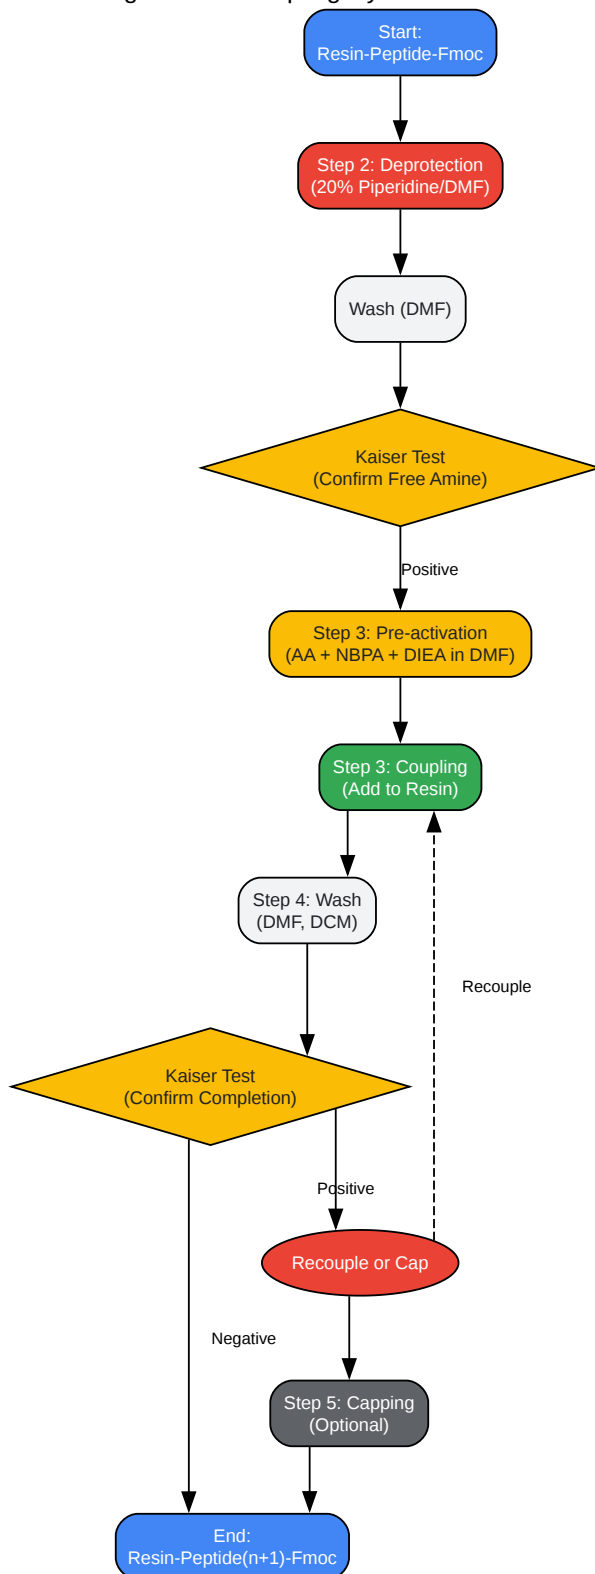 Start:
Resin-Peptide-Fmoc
Step 2: Deprotection
(20% Piperidine/DMF)
Wash (DMF)
Kaiser Test
(Confirm Free Amine)
Positive
Step 3: Pre-activation
(AA + NBPA + DIEA in DMF)
Step 3: Coupling
(Add to Resin)
Step 4: Wash
(DMF, DCM)
Recouple
Kaiser Test
(Confirm Completion)
Positive
Recouple or Cap
Negative
Step 5: Capping
(Optional)
End:
Resin-Peptide(n+1)-Fmoc